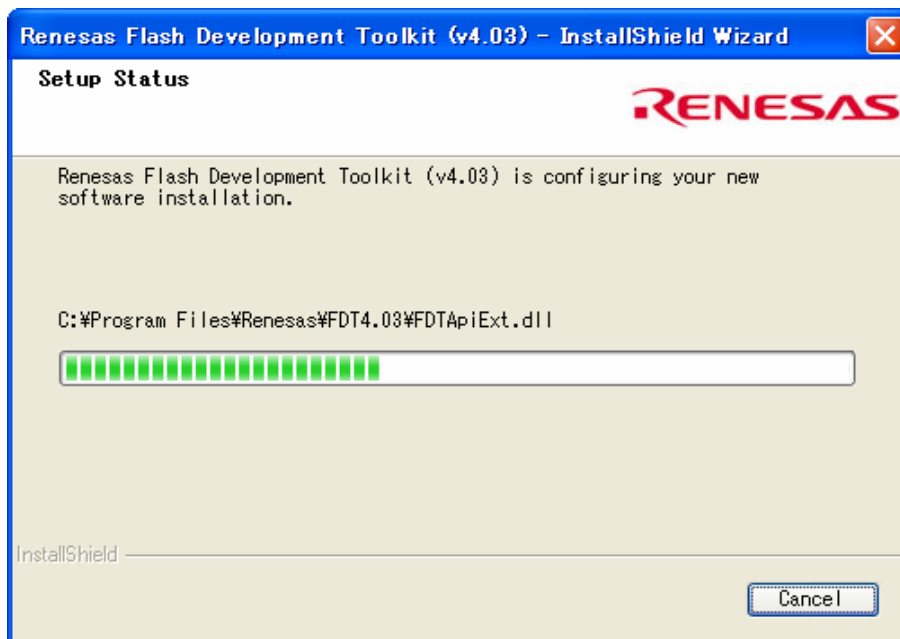 Renesas Flash Development Toolkit (v4.03) - InstallShield Wizard
Setup Status
RENESAS
Renesas Flash Development Toolkit (v4.03) is configuring your new
software installation.
C:¥Program Files¥Renesas¥FDT4.03¥FDTApiExt.dll
InstallShield
Cancel